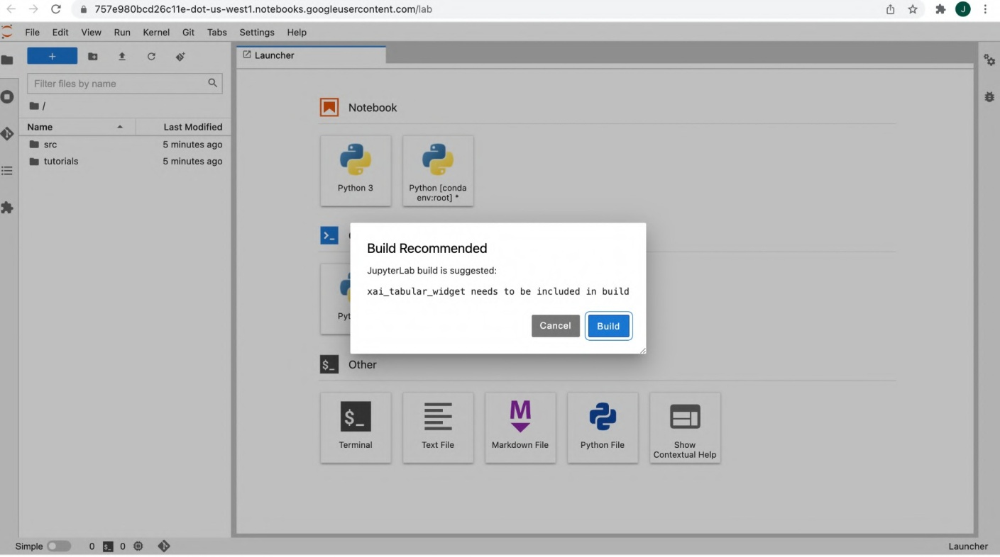 757e980bcd26c11e-dot-us-west1.notebooks.googleusercontent.com/lab
J
File Edit View Run Kernel Git Tabs Settings Help
+
Launcher
Filter files by name
/
Name Last Modified
src 5 minutes ago
tutorials 5 minutes ago
Notebook
Python 3
Python [conda
env:root] *
>_
Build Recommended
JupyterLab build is suggested:
xai_tabular_widget needs to be included in build
Cancel Build
$_ Other
$_
M
Terminal
Text File
Markdown File
Python File
Show
Contextual Help
Simple 0 $_ 0
Launcher